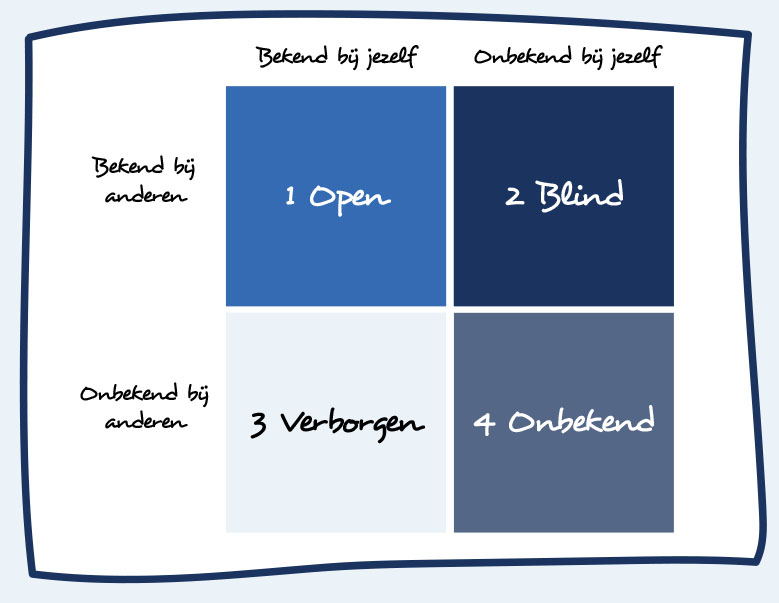 Bekend bij jezelf
Onbekend bij jezelf
Bekend bij
anderen
1 Open
2 Blind
Onbekend bij
anderen
3 Verborgen
4 Onbekend